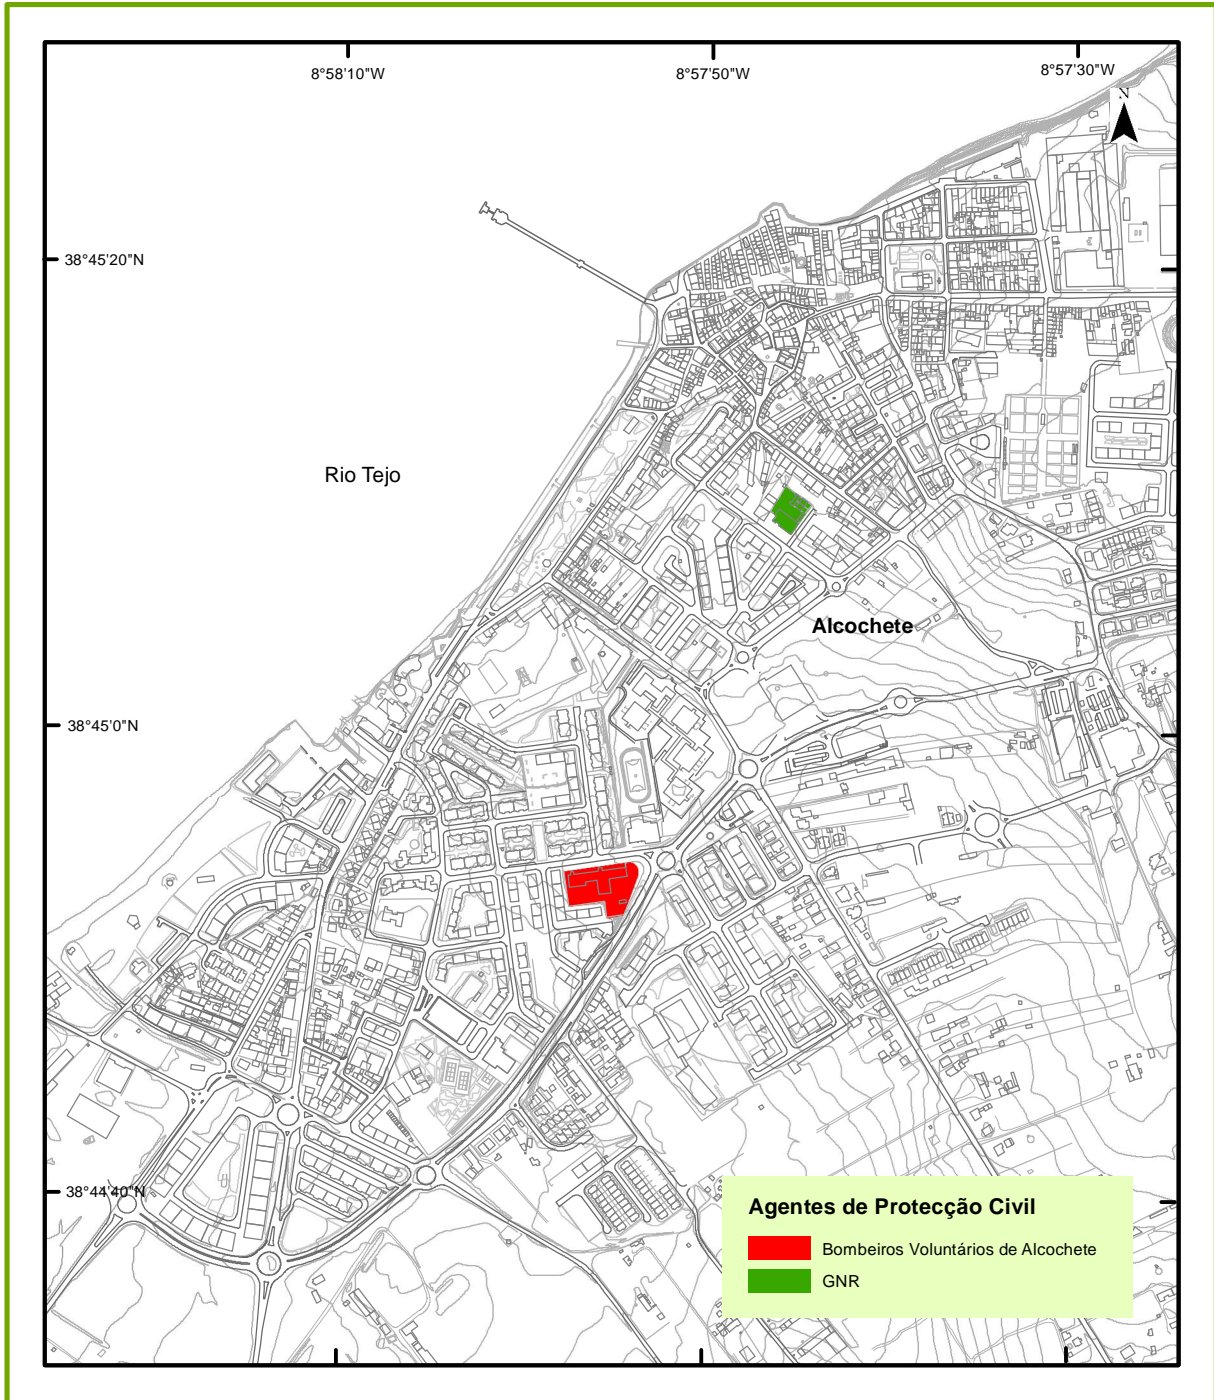 8°58'10"W
8°57'50"W
8°57'30"W
N
38°45'20"N
Rio Tejo
Alcochete
38°45'0"N
38°44'40"N
Agentes de Protecção Civil
Bombeiros Voluntários de Alcochete
GNR